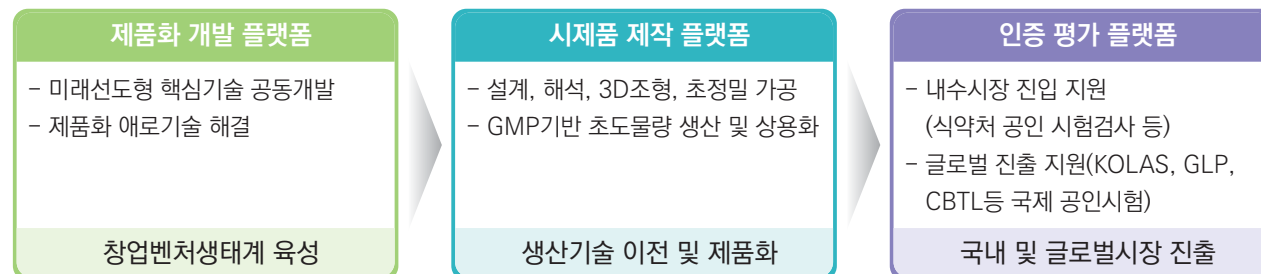 제품화 개발 플랫폼
- 미래선도형 핵심기술 공동개발
- 제품화 애로기술 해결
창업벤처생태계 육성
시제품 제작 플랫폼
- 설계, 해석, 3D조형, 초정밀 가공
- GMP기반 초도물량 생산 및 상용화
생산기술 이전 및 제품화
인증 평가 플랫폼
- 내수시장 진입 지원
(식약처 공인 시험검사 등)
- 글로벌 진출 지원(KOLAS, GLP,
CBTL등 국제 공인시험)
국내 및 글로벌시장 진출